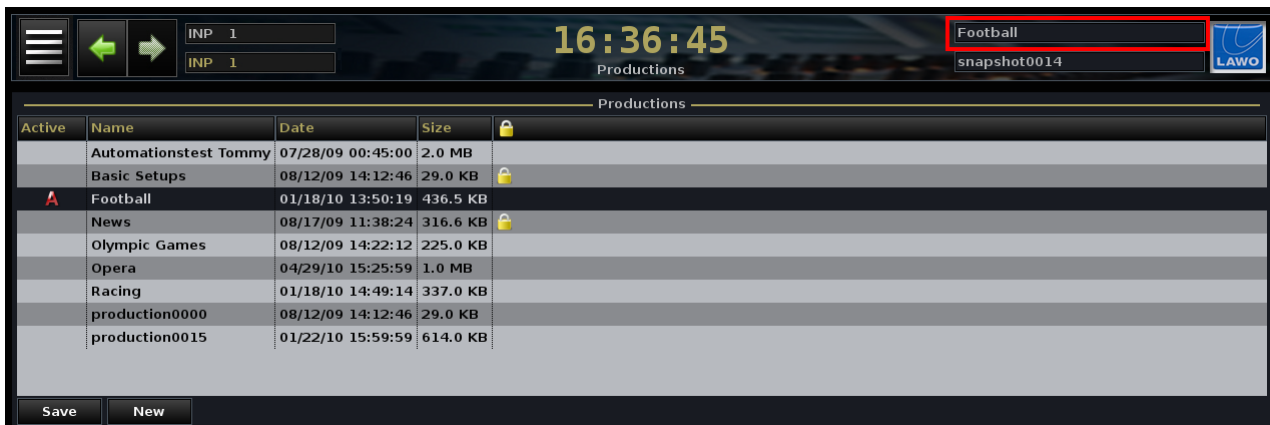 INP 1
INP 1
16:36:45
Productions
Football
snapshot0014
LAWO
Productions
Active Name Date Size
Automationstest Tommy 07/28/09 00:45:00 2.0 MB
Basic Setups 08/12/09 14:12:46 29.0 KB
A Football 01/18/10 13:50:19 436.5 KB
News 08/17/09 11:38:24 316.6 KB
Olympic Games 08/12/09 14:22:12 225.0 KB
Opera 04/29/10 15:25:59 1.0 MB
Racing 01/18/10 14:49:14 337.0 KB
production0000 08/12/09 14:12:46 29.0 KB
production0015 01/22/10 15:59:59 614.0 KB
Save New